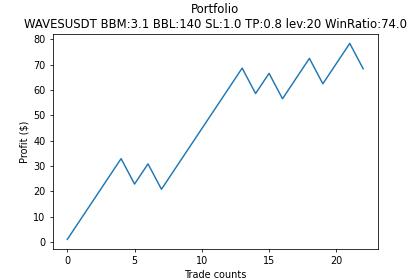 Portfolio
WAVESUSDT BBM:3.1 BBL:140 SL:1.0 TP:0.8 lev:20 WinRatio:74.0
80
70
60
50
40
30
20
10
0
Profit ($)
0 5 10 15 20
Trade counts